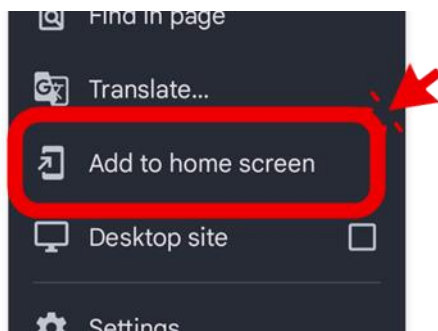 Find in page
Translate...
Add to home screen
Desktop site
Settings